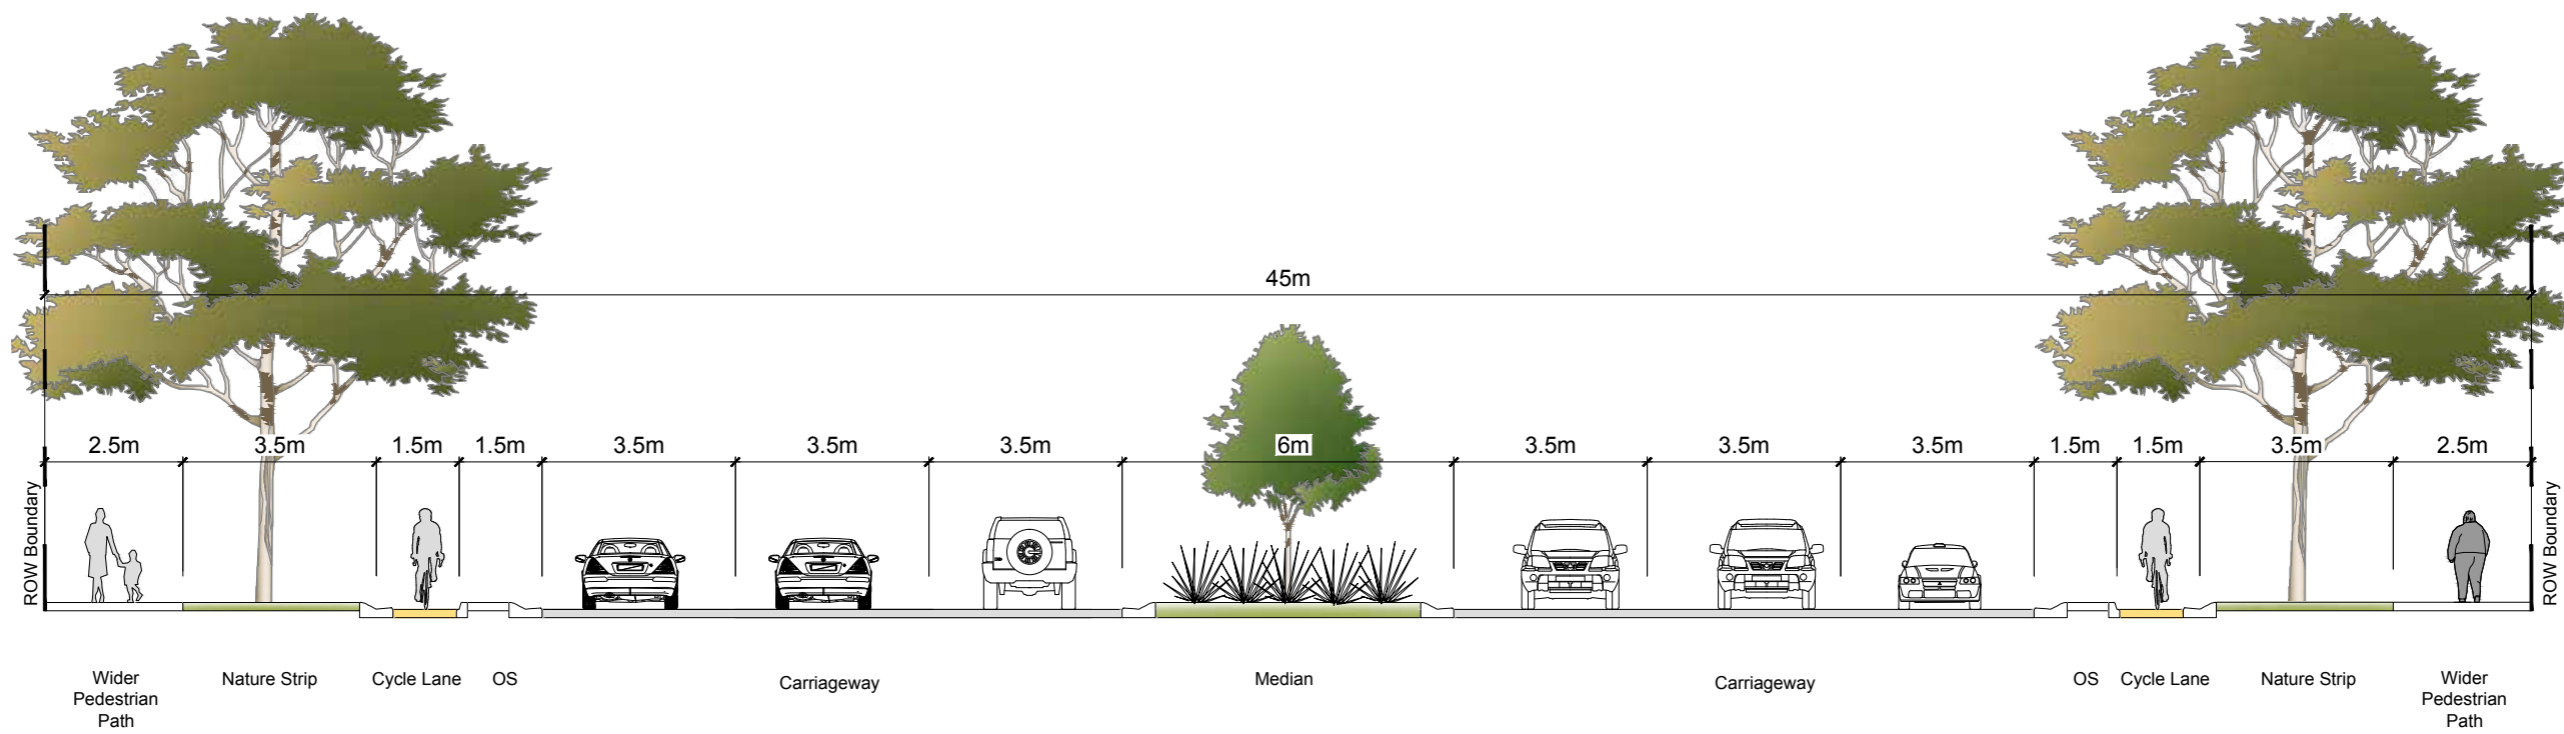 45m
2.5m 3.5m 1.5m 1.5m 3.5m 3.5m 3.5m 6m 3.5m 3.5m 3.5m 1.5m 1.5m 3.5m 2.5m
ROW Boundary
ROW Boundary
Wider
Pedestrian
Path
Nature Strip
Cycle Lane
OS
Carriageway
Median
Carriageway
OS
Cycle Lane
Nature Strip
Wider
Pedestrian
Path